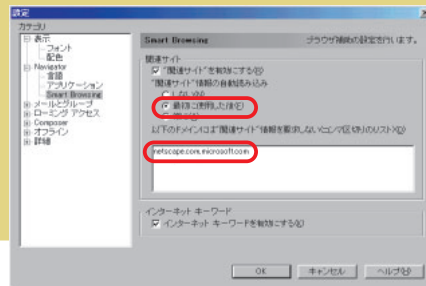 設定
カテゴリ
表示
フォント
配色
Navigator
言語
アプリケーション
Smart Browsing
メールとグループ
ローミング アクセス
Composer
オフライン
詳細
Smart Browsing
ブラウザ補助の設定を行います。
関連サイト
"関連サイト"を有効にする(R)
"関連サイト"情報の自動読み込み
しない(N)
最初に使用した後(F)
以下のドメインには"関連サイト"情報を要求しない(コンマ区切りのリスト)(D)
netscape.com,microsoft.com
インターネット キーワード
インターネット キーワードを有効にする(K)
OK
キャンセル
ヘルプ(H)